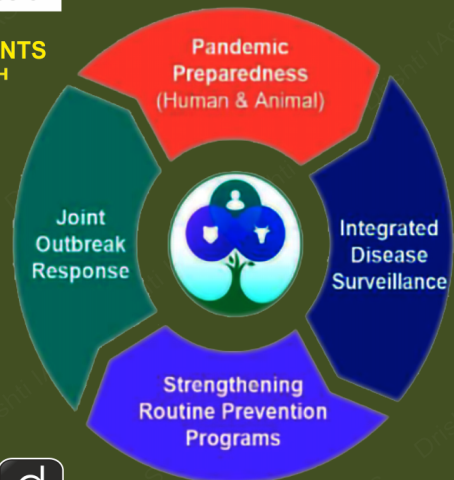 NTS
H
Pandemic
Preparedness
(Human & Animal)
Joint
Outbreak
Response
Integrated
Disease
Surveillance
Strengthening
Routine Prevention
Programs